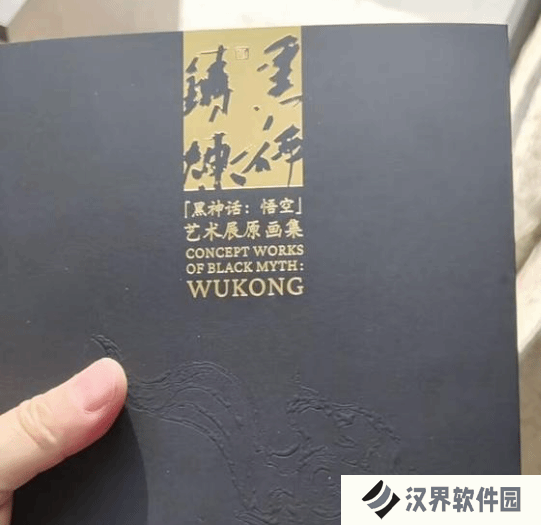 「黑神话：悟空」
艺术展原画集
CONCEPT WORKS
OF BLACK MYTH:
WUKONG
汉界软件园